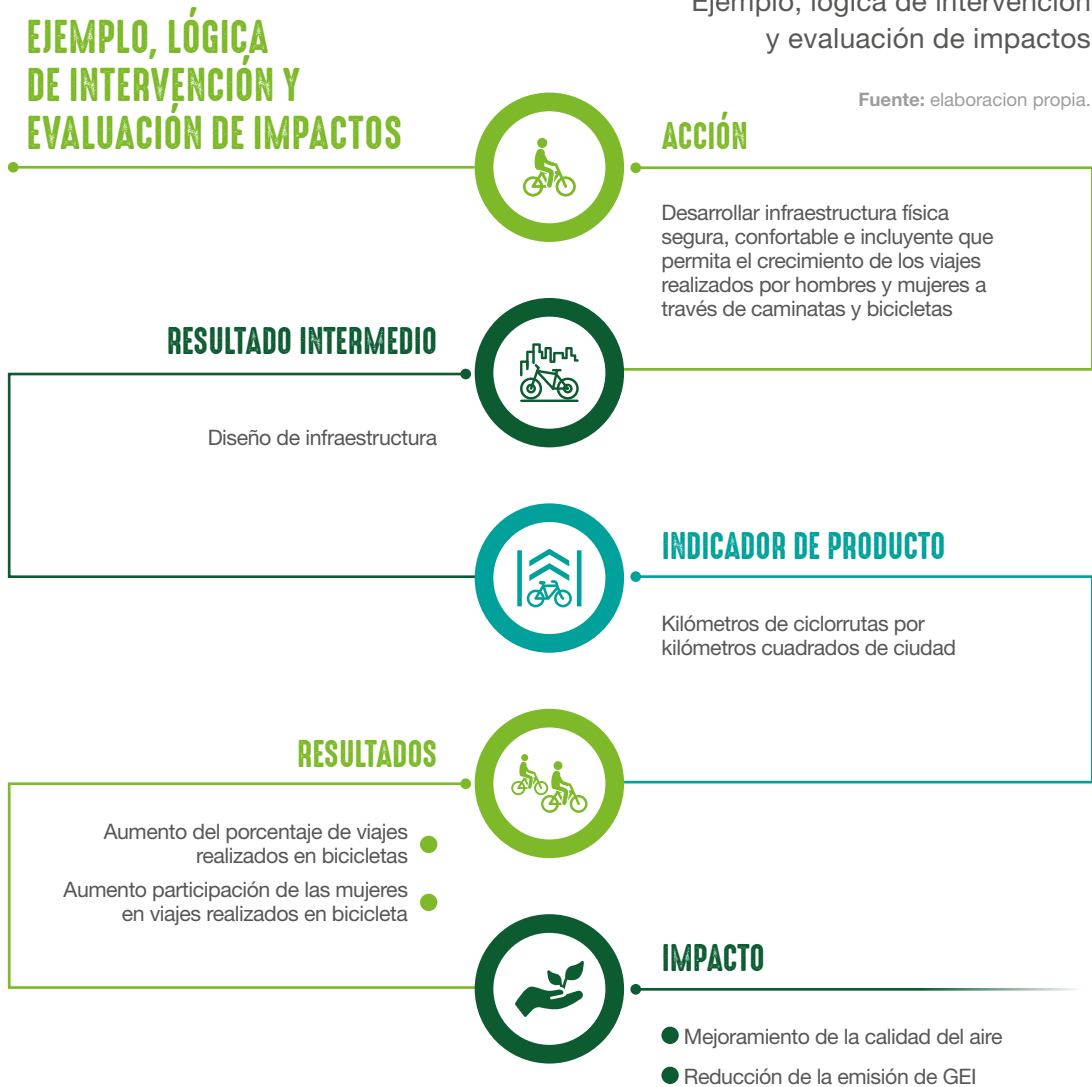 Ejemplo, lógica de intervención
y evaluación de impactos
Fuente: elaboracion propia.
EJEMPLO, LÓGICA
DE INTERVENCIÓN Y
EVALUACIÓN DE IMPACTOS
ACCIÓN
Desarrollar infraestructura física
segura, confortable e incluyente que
permita el crecimiento de los viajes
realizados por hombres y mujeres a
través de caminatas y bicicletas
RESULTADO INTERMEDIO
Diseño de infraestructura
INDICADOR DE PRODUCTO
Kilómetros de ciclorrutas por
kilómetros cuadrados de ciudad
RESULTADOS
Aumento del porcentaje de viajes
realizados en bicicletas
Aumento participación de las mujeres
en viajes realizados en bicicleta
IMPACTO
Mejoramiento de la calidad del aire
Reducción de la emisión de GEI